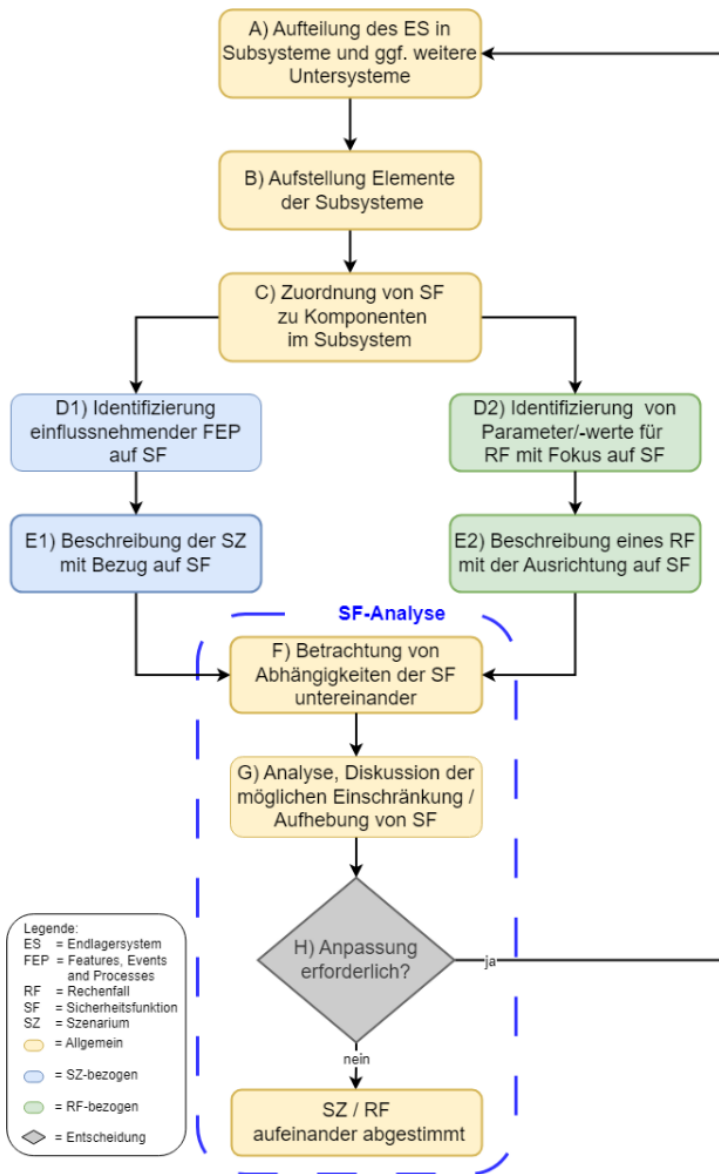 A) Aufteilung des ES in
Subsysteme und ggf. weitere
Untersysteme
B) Aufstellung Elemente
der Subsysteme
C) Zuordnung von SF
zu Komponenten
im Subsystem
D1) Identifizierung
einflussnehmender FEP
auf SF
D2) Identifizierung von
Parameter/-werte für
RF mit Fokus auf SF
E1) Beschreibung der SZ
mit Bezug auf SF
E2) Beschreibung eines RF
mit der Ausrichtung auf SF
SF-Analyse
F) Betrachtung von
Abhängigkeiten der SF
untereinander
G) Analyse, Diskussion der
möglichen Einschränkung /
Aufhebung von SF
H) Anpassung
erforderlich?
ja
nein
SZ / RF
aufeinander abgestimmt
Legende:
ES = Endlagersystem
FEP = Features, Events
and Processes
RF = Rechenfall
SF = Sicherheitsfunktion
SZ = Szenarium
= Allgemein
= SZ-bezogen
= RF-bezogen
= Entscheidung